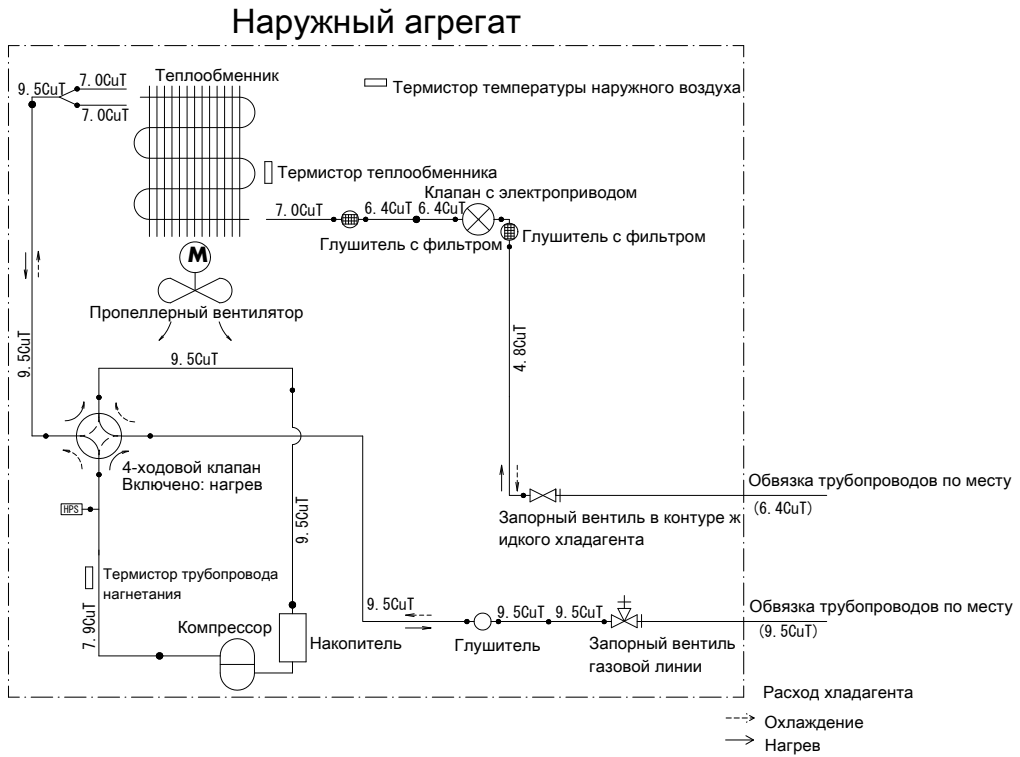 Наружный агрегат
9.5CuT
7.0CuT
7.0CuT
Теплообменник
Термистор температуры наружного воздуха
Термистор теплообменника
Клапан с электроприводом
7.0CuT
6.4CuT
6.4CuT
Глушитель с фильтром
Глушитель с фильтром
M
Пропеллерный вентилятор
9.5CuT
9.5CuT
4.8CuT
4-ходовой клапан
Включено: нагрев
HPS
9.5CuT
Обвязка трубопроводов по месту
(6.4CuT)
Запорный вентиль в контуре ж
идкого хладагента
Термистор трубопровода
нагнетания
7.9CuT
Компрессор
Накопитель
9.5CuT
9.5CuT
9.5CuT
Глушитель
Запорный вентиль
газовой линии
Обвязка трубопроводов по месту
(9.5CuT)
Расход хладагента
Охлаждение
Нагрев